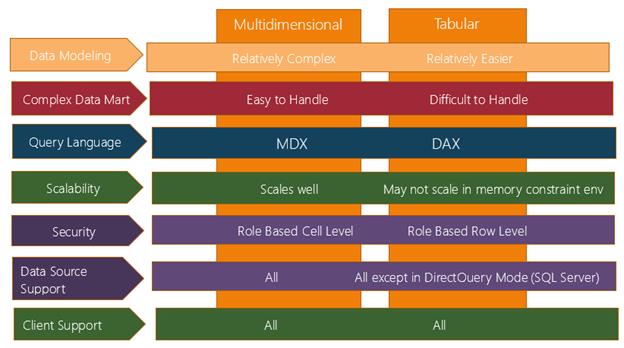 Multidimensional Tabular
Data Modeling Relatively Complex Relatively Easier
Complex Data Mart Easy to Handle Difficult to Handle
Query Language MDX DAX
Scalability Scales well May not scale in memory constraint env
Security Role Based Cell Level Role Based Row Level
Data Source
Support All All except in DirectQuery Mode (SQL Server)
Client Support All All